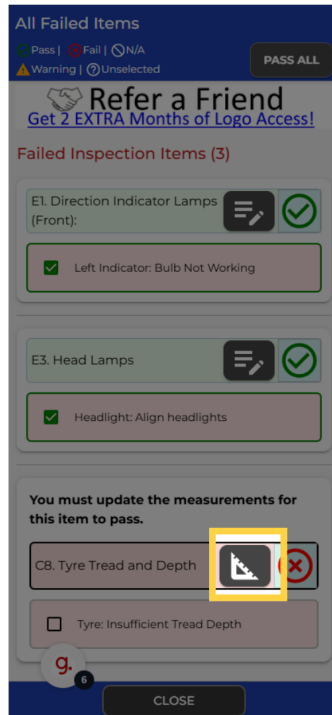 All Failed Items
Pass | Fail | N/A
Warning | Unselected
PASS ALL
Refer a Friend
Get 2 EXTRA Months of Logo Access!
Failed Inspection Items (3)
E1. Direction Indicator Lamps
(Front):
Left Indicator: Bulb Not Working
E3. Head Lamps
Headlight: Align headlights
You must update the measurements for
this item to pass.
C8. Tyre Tread and Depth
Tyre: Insufficient Tread Depth
g.
6
CLOSE